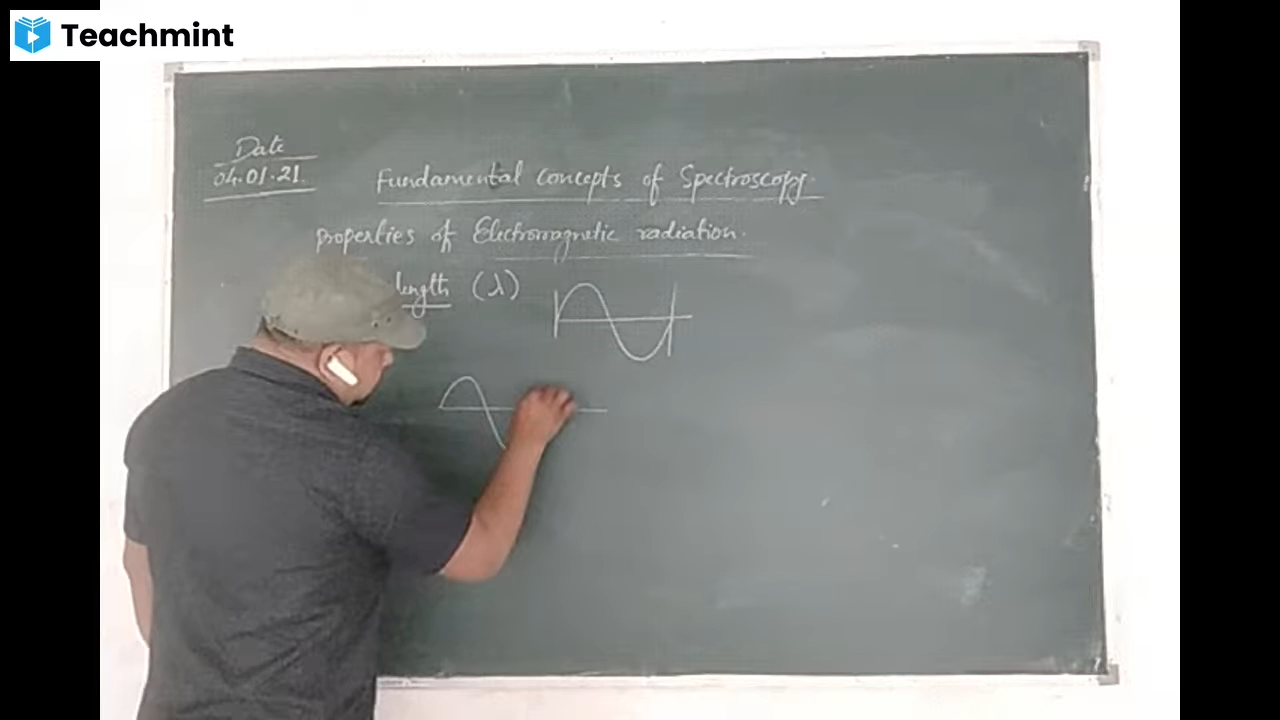 Teachmint
Date
04.01.21
Fundamental concepts of Spectroscopy
properties of Electromagnetic radiation.
length (λ)